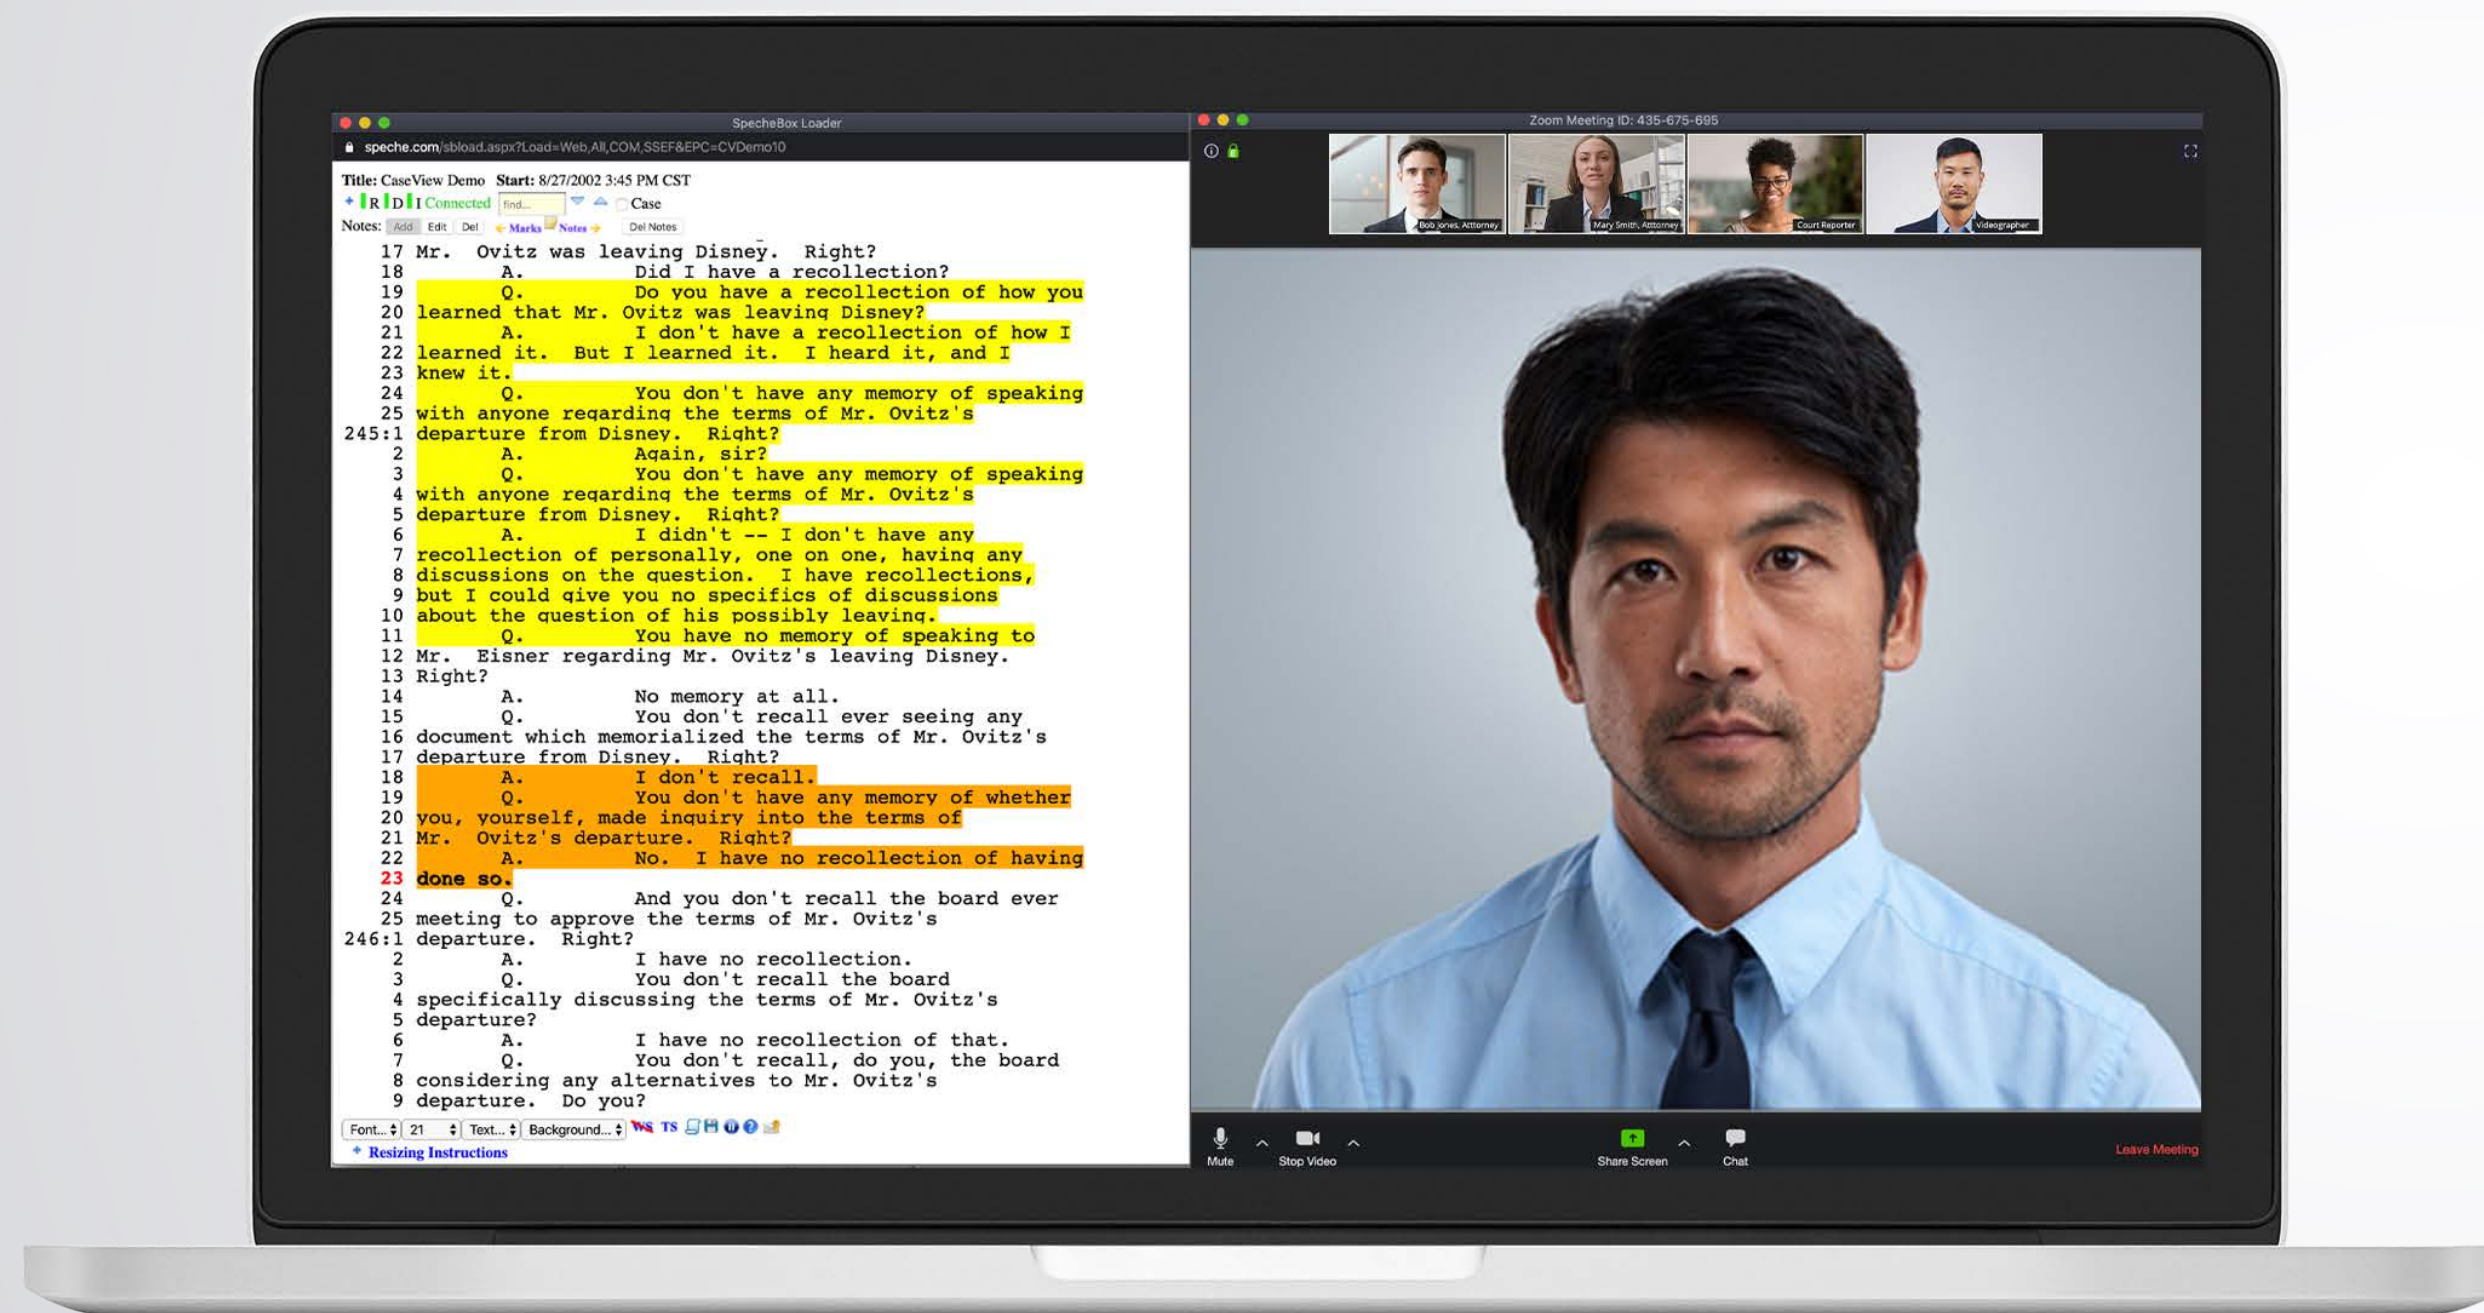 SpecheBox Loader
speche.com/sbload.aspx?Load=Web,All,COM,SSEF&EPC=CVDemo10
Title: CaseView Demo Start: 8/27/2002 3:45 PM CST
+ R D I Connected find... Case
Notes: Add Edit Del Marks Notes Del Notes
17 Mr. Ovitz was leaving Disney. Right?
18 A. Did I have a recollection?
19 Q. Do you have a recollection of how you
20 learned that Mr. Ovitz was leaving Disney?
21 A. I don't have a recollection of how I
22 learned it. But I learned it. I heard it, and I
23 knew it.
24 Q. You don't have any memory of speaking
25 with anyone regarding the terms of Mr. Ovitz's
245:1 departure from Disney. Right?
2 A. Again, sir?
3 Q. You don't have any memory of speaking
4 with anyone regarding the terms of Mr. Ovitz's
5 departure from Disney. Right?
6 A. I didn't -- I don't have any
7 recollection of personally, one on one, having any
8 discussions on the question. I have recollections,
9 but I could give you no specifics of discussions
10 about the question of his possibly leaving.
11 Q. You have no memory of speaking to
12 Mr. Eisner regarding Mr. Ovitz's leaving Disney.
13 Right?
14 A. No memory at all.
15 Q. You don't recall ever seeing any
16 document which memorialized the terms of Mr. Ovitz's
17 departure from Disney. Right?
18 A. I don't recall.
19 Q. You don't have any memory of whether
20 you, yourself, made inquiry into the terms of
21 Mr. Ovitz's departure. Right?
22 A. No. I have no recollection of having
23 done so.
24 Q. And you don't recall the board ever
25 meeting to approve the terms of Mr. Ovitz's
246:1 departure. Right?
2 A. I have no recollection.
3 Q. You don't recall the board
4 specifically discussing the terms of Mr. Ovitz's
5 departure?
6 A. I have no recollection of that.
7 Q. You don't recall, do you, the board
8 considering any alternatives to Mr. Ovitz's
9 departure. Do you?
Font... 21 Text... Background... WS TS
+ Resizing Instructions
Zoom Meeting ID: 435-675-695
Bob Jones, Atttorney
Mary Smith, Atttorney
Court Reporter
Videographer
Mute Stop Video Share Screen Chat Leave Meeting